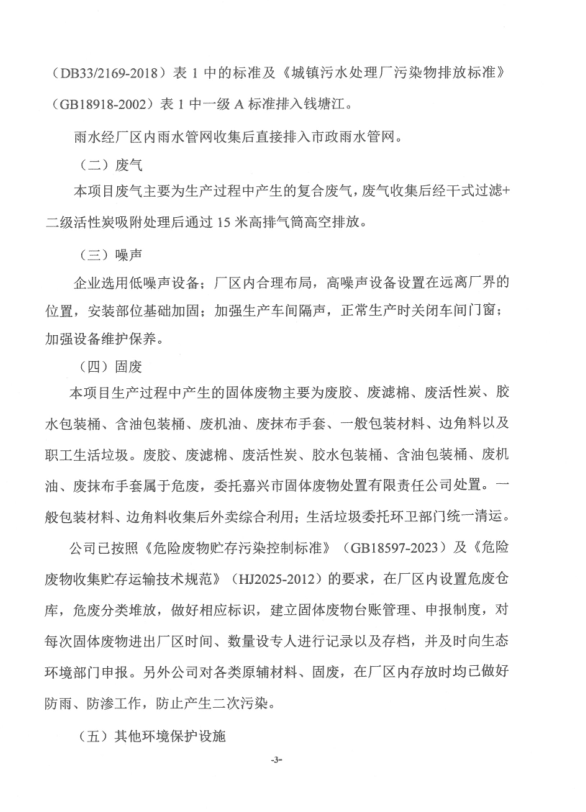 （DB33/2169-2018）表 1 中的标准及《城镇污水处理厂污染物排放标准》
（GB18918-2002）表 1 中一级 A 标准排入钱塘江。
雨水经厂区内雨水管网收集后直接排入市政雨水管网。
（二）废气
本项目废气主要为生产过程中产生的复合废气，废气收集后经干式过滤+
二级活性炭吸附处理后通过 15 米高排气筒高空排放。
（三）噪声
企业选用低噪声设备；厂区内合理布局，高噪声设备设置在远离厂界的
位置，安装部位基础加固；加强生产车间隔声，正常生产时关闭车间门窗；
加强设备维护保养。
（四）固废
本项目生产过程中产生的固体废物主要为废胶、废滤棉、废活性炭、胶
水包装桶、含油包装桶、废机油、废抹布手套、一般包装材料、边角料以及
职工生活垃圾。废胶、废滤棉、废活性炭、胶水包装桶、含油包装桶、废机
油、废抹布手套属于危废，委托嘉兴市固体废物处置有限责任公司处置。一
般包装材料、边角料收集后外卖综合利用；生活垃圾委托环卫部门统一清运。
公司已按照《危险废物贮存污染控制标准》（GB18597-2023）及《危险
废物收集贮存运输技术规范》（HJ2025-2012）的要求，在厂区内设置危废仓
库，危废分类堆放，做好相应标识，建立固体废物台账管理、申报制度，对
每次固体废物进出厂区时间、数量设专人进行记录以及存档，并及时向生态
环境部门申报。另外公司对各类原辅材料、固废，在厂区内存放时均已做好
防雨、防渗工作，防止产生二次污染。
（五）其他环境保护设施
-3-